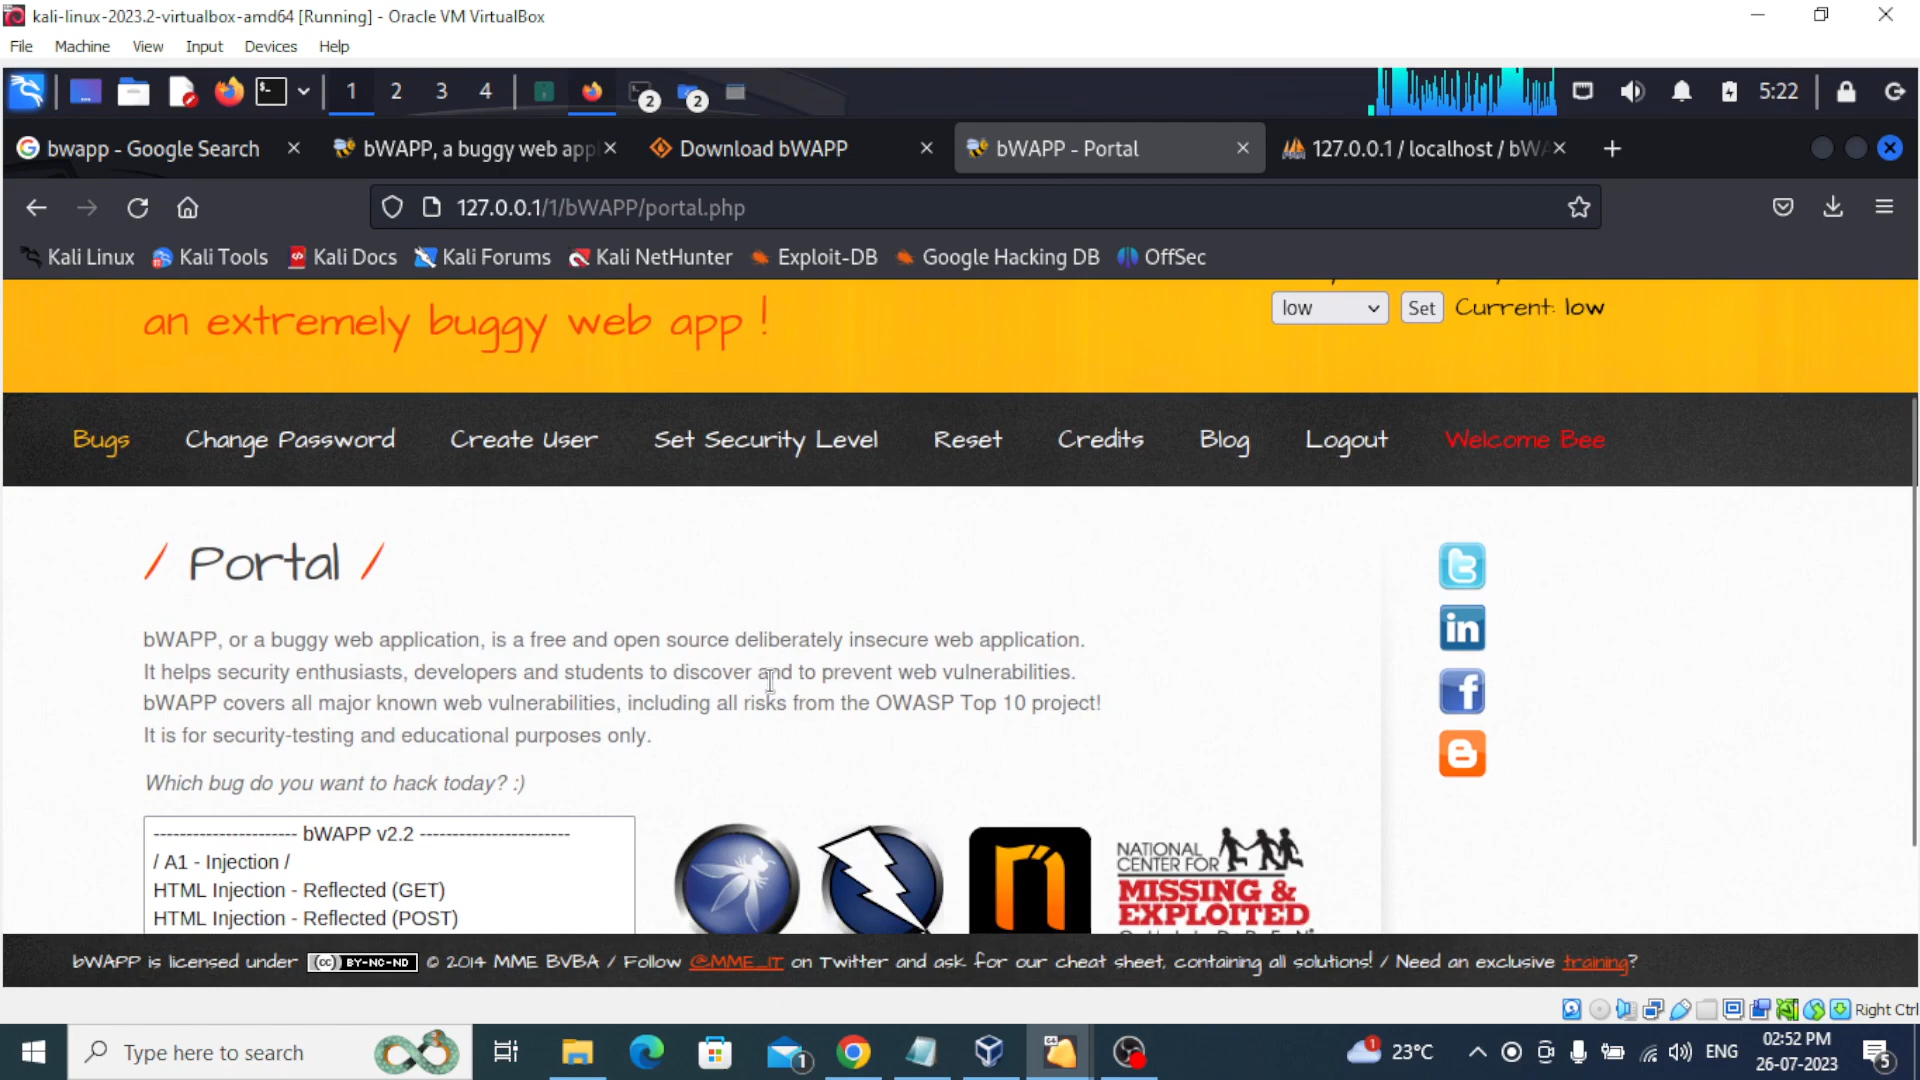 kali-linux-2023.2-virtualbox-amd64 [Running] - Oracle VM VirtualBox
File Machine View Input Devices Help
1 2 3 4 2 2 5:22
bwapp - Google Search
bWAPP, a buggy web appl
Download bWAPP
bWAPP - Portal
127.0.0.1 / localhost / bWA
127.0.0.1/1/bWAPP/portal.php
Kali Linux Kali Tools Kali Docs Kali Forums Kali NetHunter Exploit-DB Google Hacking DB OffSec
an extremely buggy web app !
low Set Current: low
Bugs Change Password Create User Set Security Level Reset Credits Blog Logout Welcome Bee
/ Portal /
bWAPP, or a buggy web application, is a free and open source deliberately insecure web application.
It helps security enthusiasts, developers and students to discover and to prevent web vulnerabilities.
bWAPP covers all major known web vulnerabilities, including all risks from the OWASP Top 10 project!
It is for security-testing and educational purposes only.
Which bug do you want to hack today? :)
---------------------- bWAPP v2.2 -----------------------
/ A1 - Injection /
HTML Injection - Reflected (GET)
HTML Injection - Reflected (POST)
NATIONAL
CENTER FOR
MISSING &
EXPLOITED
bWAPP is licensed under (cc) BY-NC-ND © 2014 MME BVBA / Follow @MME_IT on Twitter and ask for our cheat sheet, containing all solutions! / Need an exclusive training?
Right Ctrl
Type here to search
1
64
1
23°C
ENG
02:52 PM
26-07-2023
5